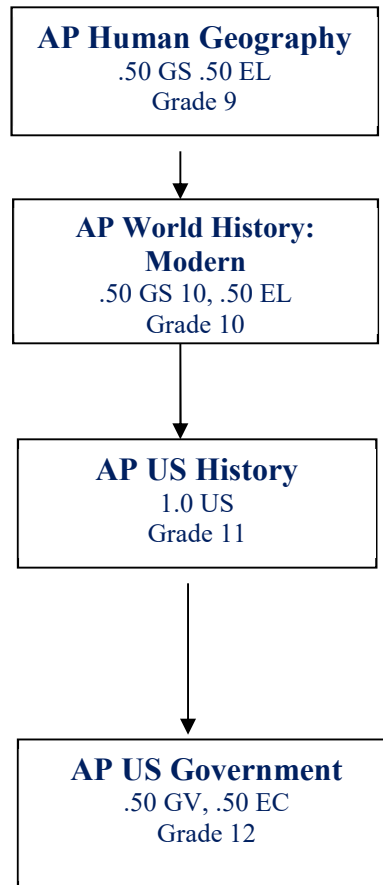 AP Human Geography
.50 GS .50 EL
Grade 9
AP World History:
Modern
.50 GS 10, .50 EL
Grade 10
AP US History
1.0 US
Grade 11
AP US Government
.50 GV, .50 EC
Grade 12